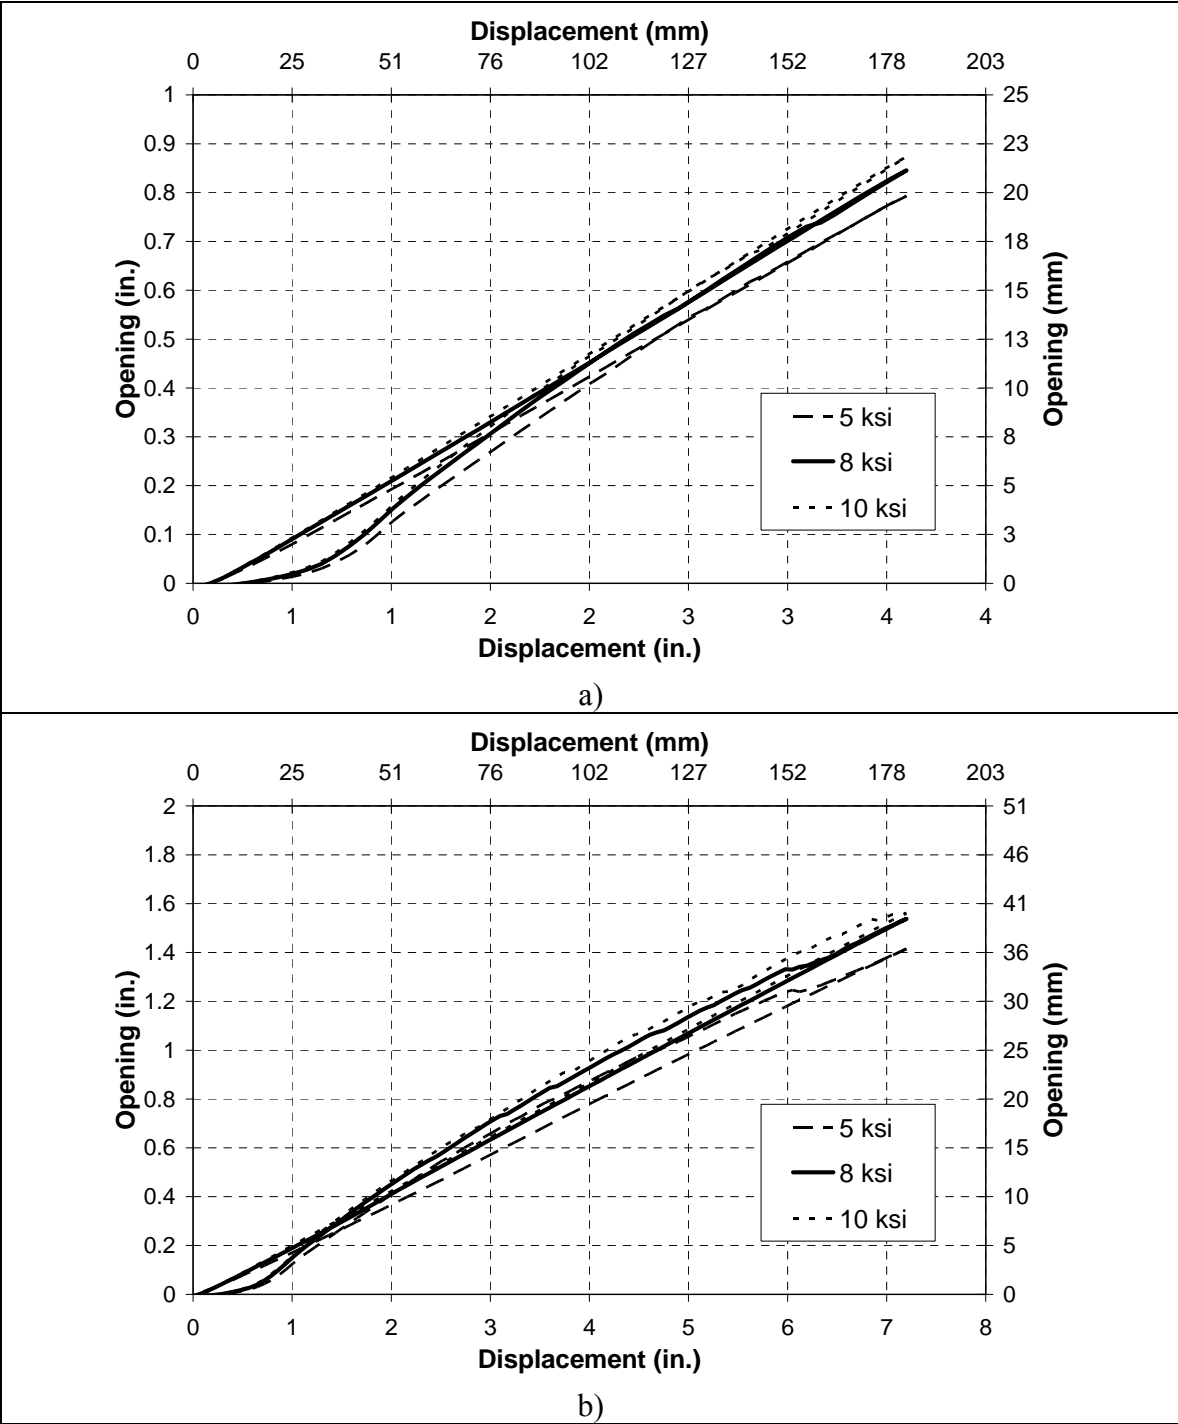 Displacement (mm)
0 25 51 76 102 127 152 178 203
1 25
0.9 23
0.8 20
0.7 18
0.6 15
0.5 13
0.4 10
0.3 8
0.2 5
0.1 3
0 0
Opening (in.)
Opening (mm)
5 ksi
8 ksi
10 ksi
0 1 1 2 2 3 3 4 4
Displacement (in.)
a)
Displacement (mm)
0 25 51 76 102 127 152 178 203
2 51
1.8 46
1.6 41
1.4 36
1.2 30
1 25
0.8 20
0.6 15
0.4 10
0.2 5
0 0
Opening (in.)
Opening (mm)
5 ksi
8 ksi
10 ksi
0 1 2 3 4 5 6 7 8
Displacement (in.)
b)